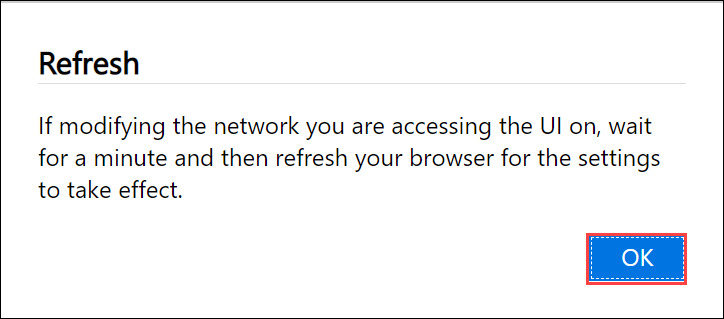 Refresh
If modifying the network you are accessing the UI on, wait
for a minute and then refresh your browser for the settings
to take effect.
OK